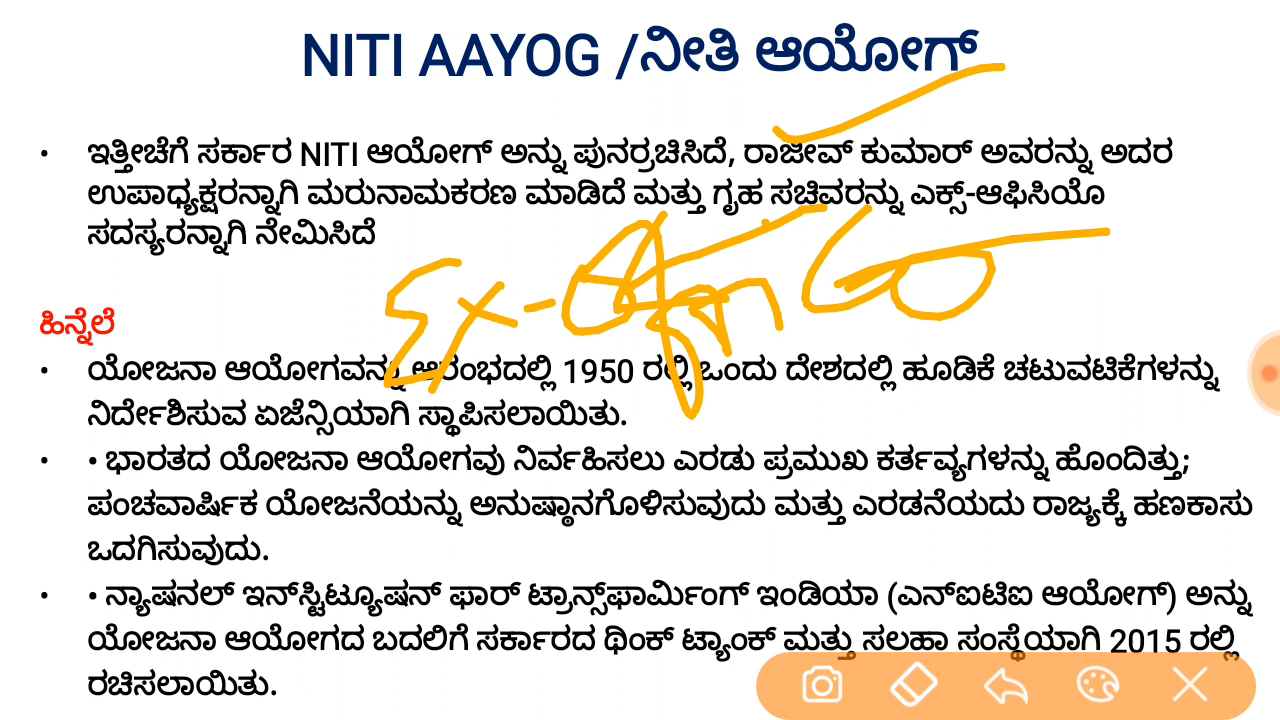 NITI AAYOG /ನೀತಿ ಆಯೋಗ್
• ಇತ್ತೀಚೆಗೆ ಸರ್ಕಾರ NITI ಆಯೋಗ್ ಅನ್ನು ಪುನರ್ರಚಿಸಿದೆ, ರಾಜೀವ್ ಕುಮಾರ್ ಅವರನ್ನು ಅದರ
ಉಪಾಧ್ಯಕ್ಷರನ್ನಾಗಿ ಮರುನಾಮಕರಣ ಮಾಡಿದೆ ಮತ್ತು ಗೃಹ ಸಚಿವರನ್ನು ಎಕ್ಸ್-ಆಫಿಸಿಯೊ
ಸದಸ್ಯರನ್ನಾಗಿ ನೇಮಿಸಿದೆ
Ex-
ಹಿನ್ನೆಲೆ
• ಯೋಜನಾ ಆಯೋಗವನ್ನು ಆರಂಭದಲ್ಲಿ 1950 ರಲ್ಲಿ ಒಂದು ದೇಶದಲ್ಲಿ ಹೂಡಿಕೆ ಚಟುವಟಿಕೆಗಳನ್ನು
ನಿರ್ದೇಶಿಸುವ ಏಜೆನ್ಸಿಯಾಗಿ ಸ್ಥಾಪಿಸಲಾಯಿತು.
• • ಭಾರತದ ಯೋಜನಾ ಆಯೋಗವು ನಿರ್ವಹಿಸಲು ಎರಡು ಪ್ರಮುಖ ಕರ್ತವ್ಯಗಳನ್ನು ಹೊಂದಿತ್ತು;
ಪಂಚವಾರ್ಷಿಕ ಯೋಜನೆಯನ್ನು ಅನುಷ್ಠಾನಗೊಳಿಸುವುದು ಮತ್ತು ಎರಡನೆಯದು ರಾಜ್ಯಕ್ಕೆ ಹಣಕಾಸು
ಒದಗಿಸುವುದು.
• • ನ್ಯಾಷನಲ್ ಇನ್‌ಸ್ಟಿಟ್ಯೂಷನ್ ಫಾರ್ ಟ್ರಾನ್ಸ್‌ಫಾರ್ಮಿಂಗ್ ಇಂಡಿಯಾ (ಎನ್ಐಟಿಐ ಆಯೋಗ್) ಅನ್ನು
ಯೋಜನಾ ಆಯೋಗದ ಬದಲಿಗೆ ಸರ್ಕಾರದ ಥಿಂಕ್ ಟ್ಯಾಂಕ್ ಮತ್ತು ಸಲಹಾ ಸಂಸ್ಥೆಯಾಗಿ 2015 ರಲ್ಲಿ
ರಚಿಸಲಾಯಿತು.